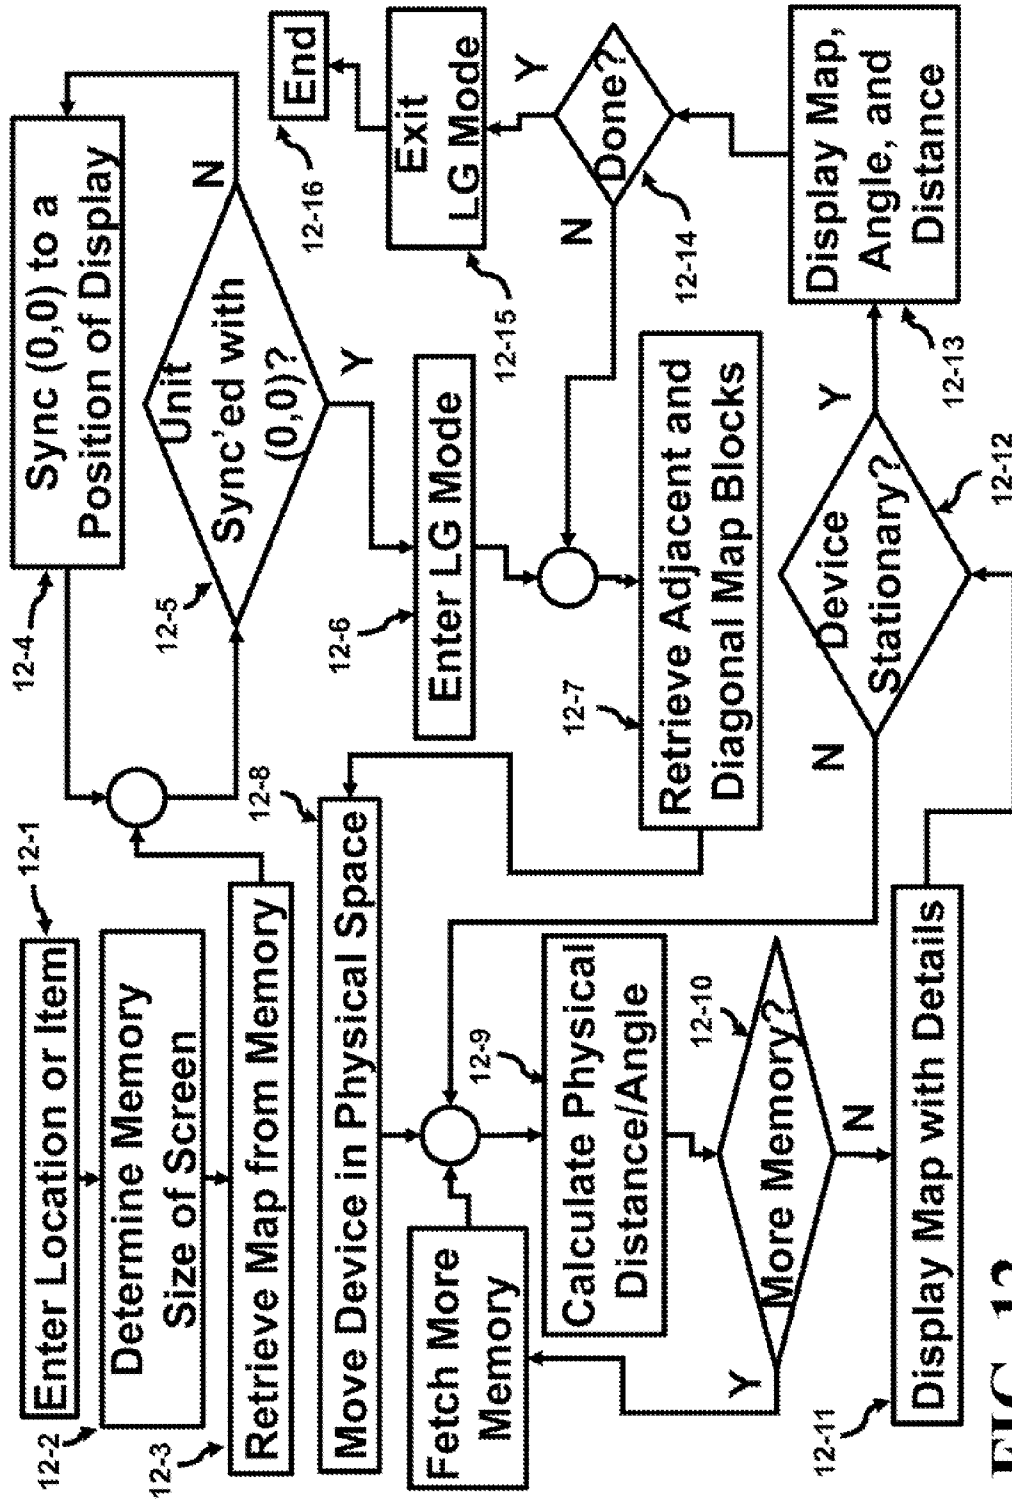 12-1
Enter Location or Item
12-2
Determine Memory
Size of Screen
12-3
Retrieve Map from Memory
12-4
Sync (0,0) to a
Position of Display
12-5
Unit
Sync'ed with
(0,0)?
N
Y
12-6
Enter LG Mode
12-7
Retrieve Adjacent and
Diagonal Map Blocks
12-8
Move Device in Physical Space
12-9
Calculate Physical
Distance/Angle
Fetch More
Memory
12-10
More Memory?
Y
N
12-11
Display Map with Details
12-12
Device
Stationary?
N
Y
12-13
Display Map,
Angle, and
Distance
12-14
Done?
N
Y
12-15
Exit
LG Mode
12-16
End
FIG. 12